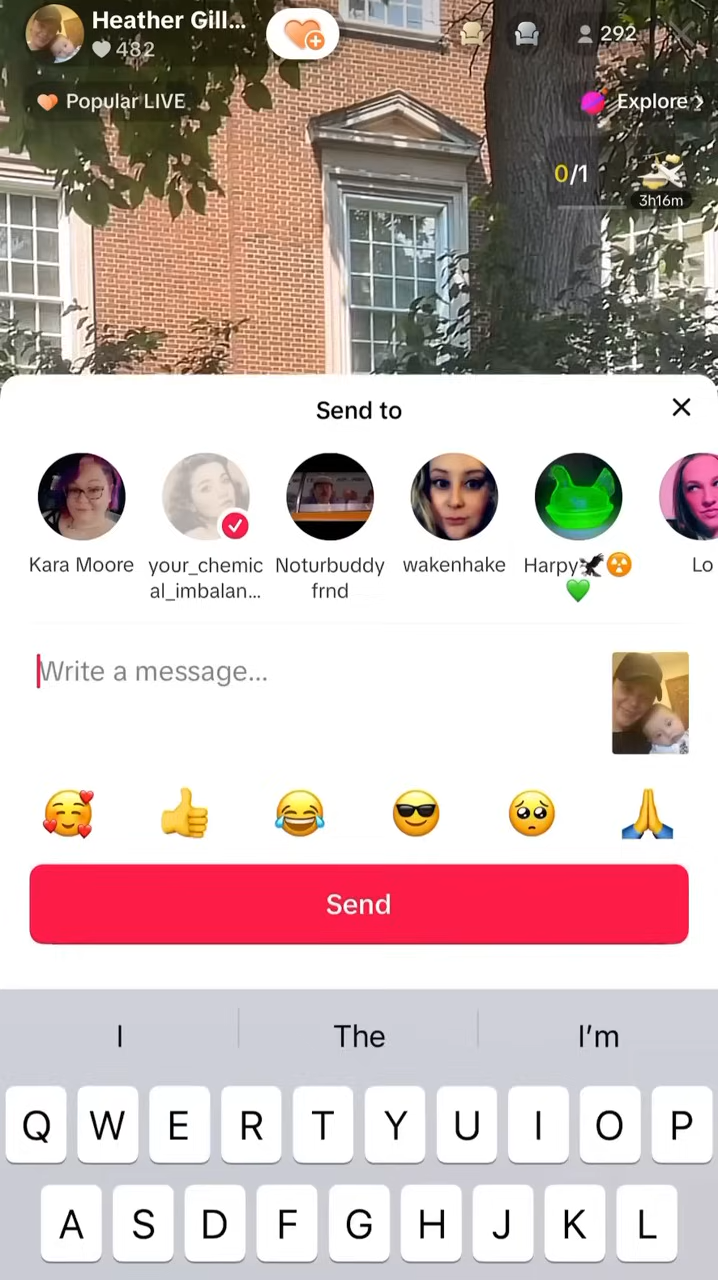 Heather Gill...
482
292
Popular LIVE
Explore >
0/1
3h16m
Send to
Kara Moore
your_chemic
al_imbalan...
Noturbuddy
frnd
wakenhake
Harpy🦅☢️
💚
Lo
Write a message...
🥰 👍 😂 😎 🥺 🙏
Send
I The I'm
Q W E R T Y U I O P
A S D F G H J K L